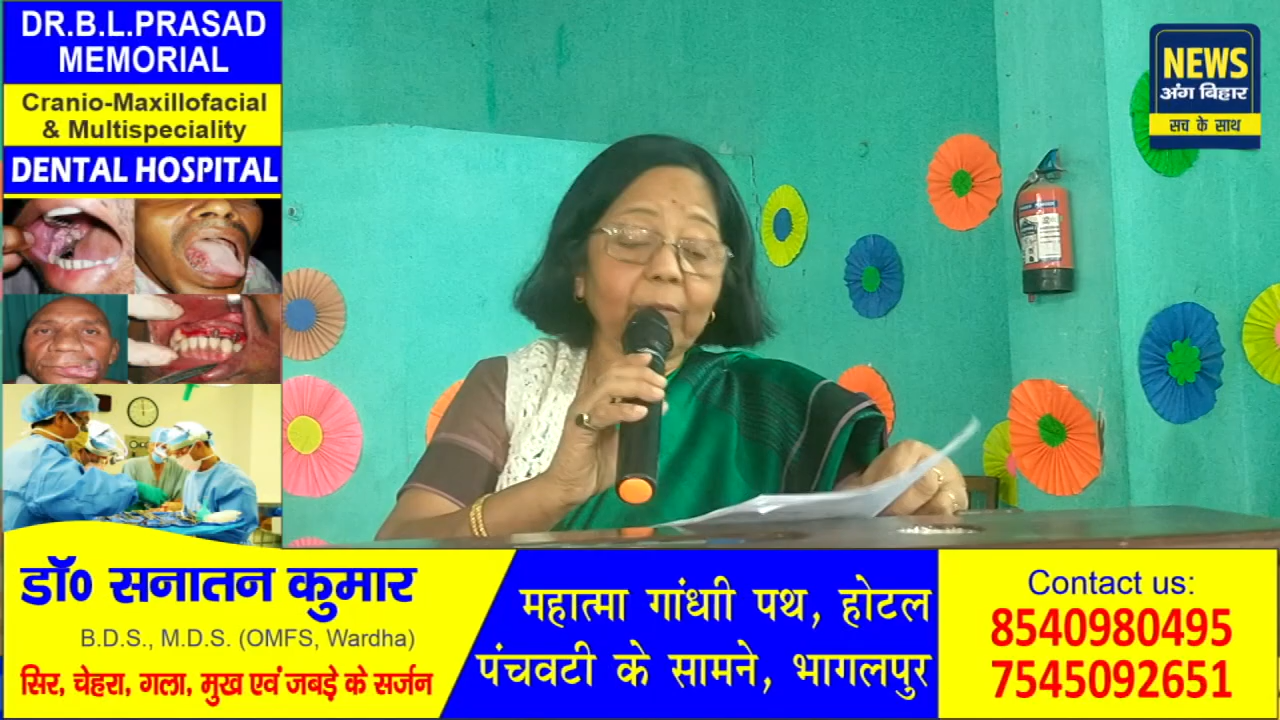 DR.B.L.PRASAD
MEMORIAL
Cranio-Maxillofacial
& Multispeciality
DENTAL HOSPITAL
NEWS
अंग बिहार
सच के साथ
डॉ० सनातन कुमार
B.D.S., M.D.S. (OMFS, Wardha)
सिर, चेहरा, गला, मुख एवं जबड़े के सर्जन
महात्मा गांधाी पथ, होटल
पंचवटी के सामने, भागलपुर
Contact us:
8540980495
7545092651